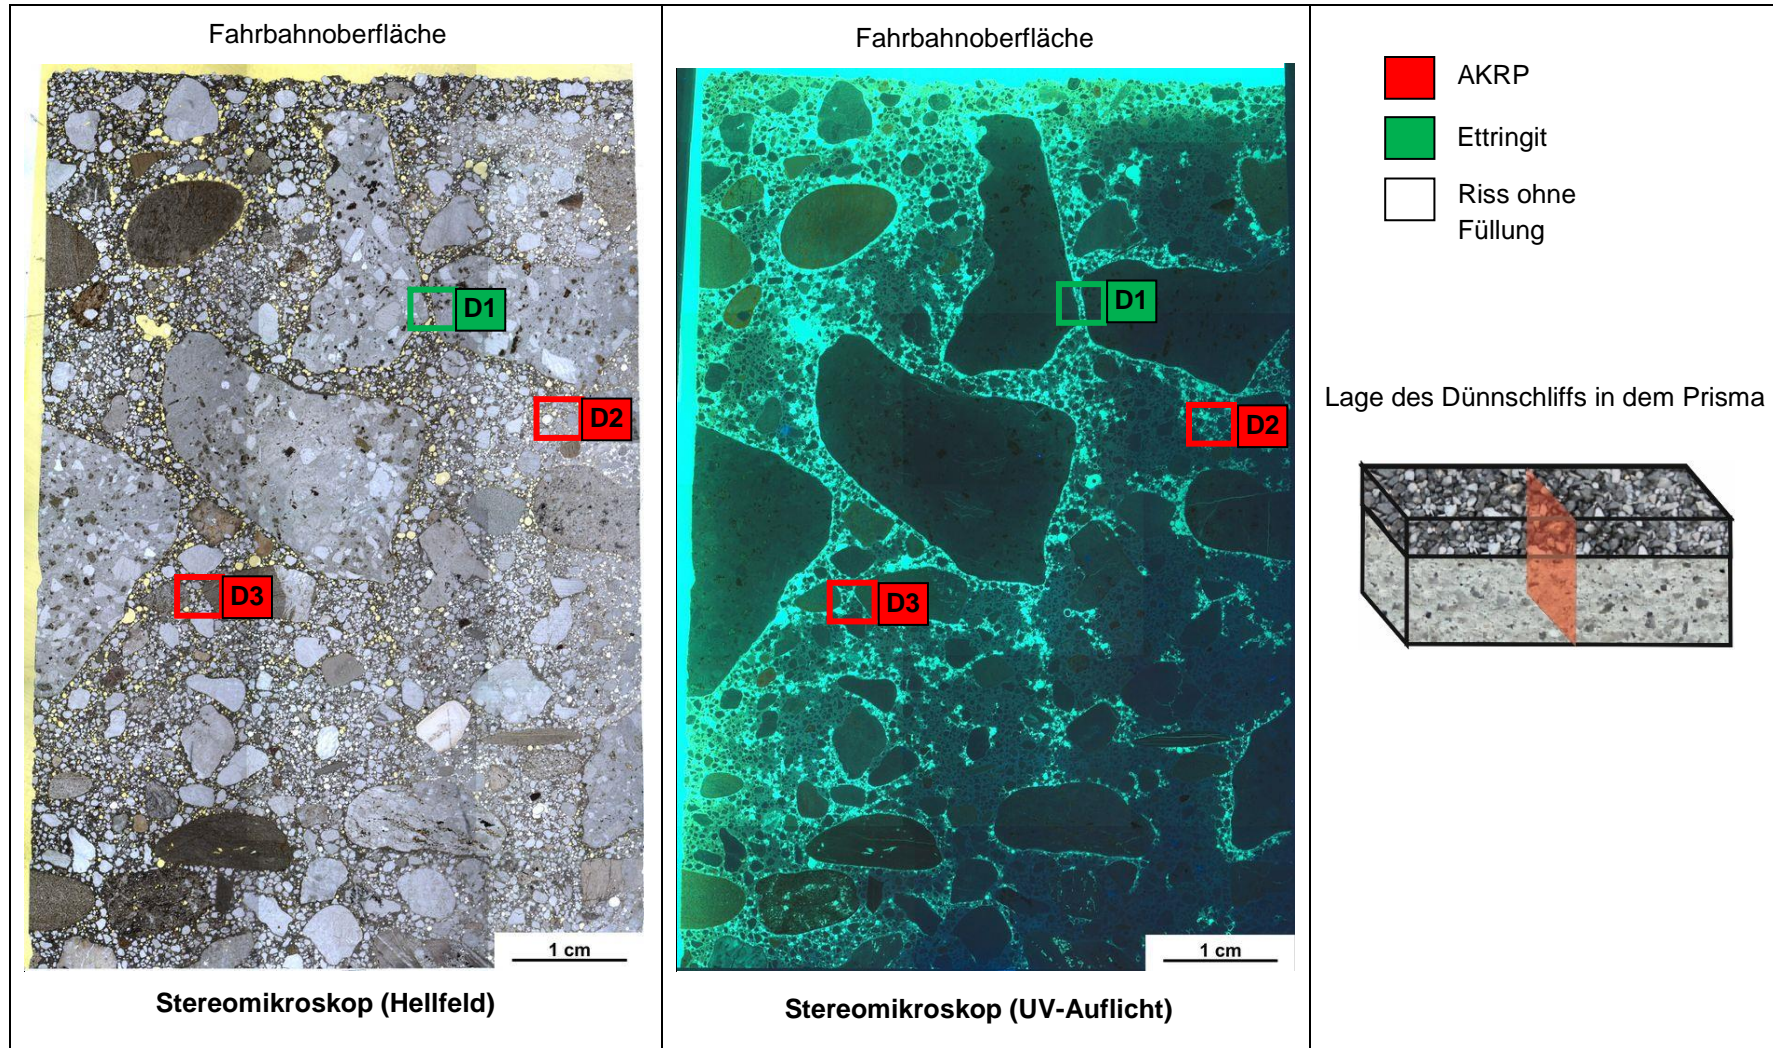 Fahrbahnoberfläche
D1
D2
D3
1 cm
Stereomikroskop (Hellfeld)
Fahrbahnoberfläche
D1
D2
D3
1 cm
Stereomikroskop (UV-Auflicht)
AKRP
Ettringit
Riss ohne
Füllung
Lage des Dünnschliffs in dem Prisma